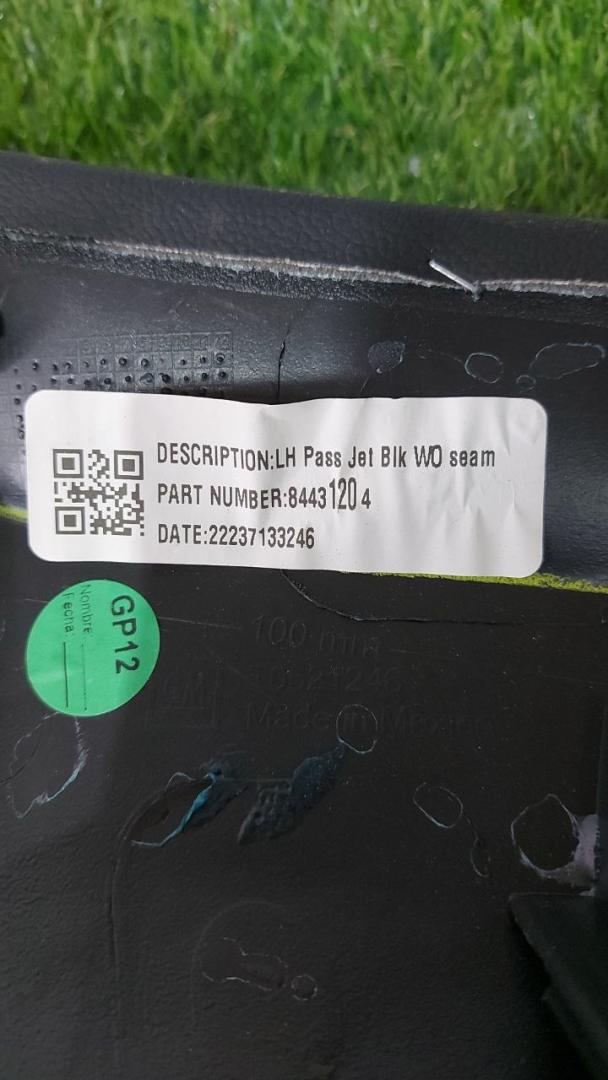 DESCRIPTION:LH Pass Jet Blk WO seam
PART NUMBER:84431204
DATE:22237133246
GP12
Nombre:
Fecha:
100 mm
GM
Made in Mexico